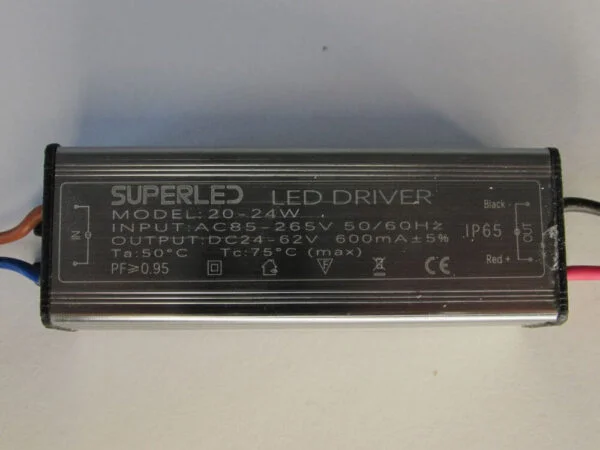 SUPERLED LED DRIVER
MODEL:20-24W
INPUT:AC85-265V 50/60Hz
OUTPUT:DC24-62V 600mA±5%
Ta:50°C Tc:75°C (max)
PF≥0.95
F
CE
IN
IP65
Black -
OUT
Red +